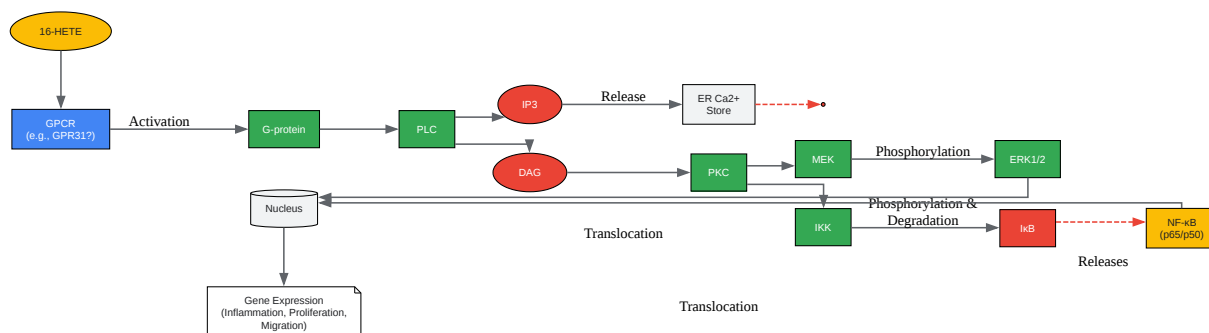 16-HETE
GPCR
(e.g., GPR31?)
Activation
G-protein
PLC
IP3
Release
ER Ca2+
Store
DAG
PKC
MEK
Phosphorylation
ERK1/2
Nucleus
Phosphorylation &
Degradation
IKK
IκB
NF-κB
(p65/p50)
Translocation
Releases
Gene Expression
(Inflammation, Proliferation,
Migration)
Translocation